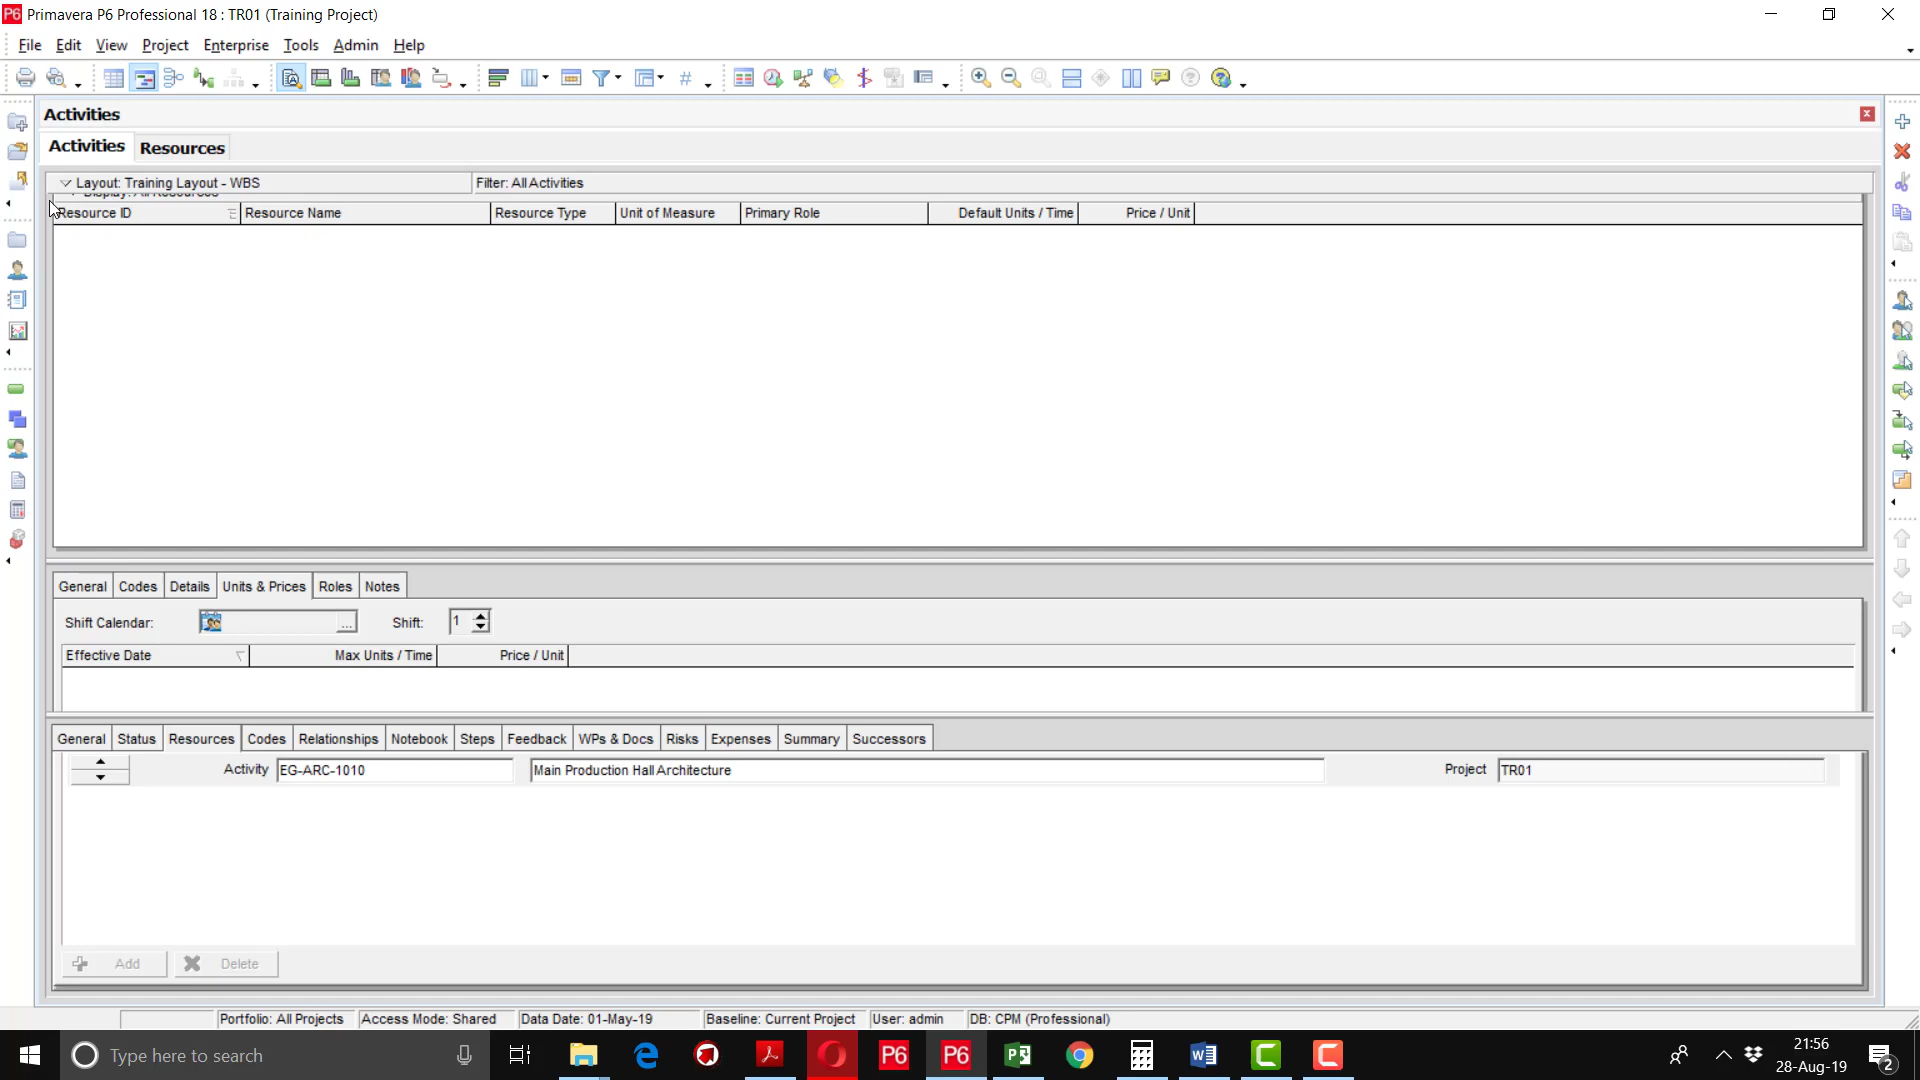 P6 Primavera P6 Professional 18 : TR01 (Training Project)
File Edit View Project Enterprise Tools Admin Help
Activities
Activities Resources
Layout: Training Layout - WBS Filter: All Activities
Display: All Resources
Resource ID Resource Name Resource Type Unit of Measure Primary Role Default Units / Time Price / Unit
General Codes Details Units & Prices Roles Notes
Shift Calendar: ... Shift: 1
Effective Date Max Units / Time Price / Unit
General Status Resources Codes Relationships Notebook Steps Feedback WPs & Docs Risks Expenses Summary Successors
Activity EG-ARC-1010 Main Production Hall Architecture Project TR01
Add Delete
Portfolio: All Projects Access Mode: Shared Data Date: 01-May-19 Baseline: Current Project User: admin DB: CPM (Professional)
Type here to search P6 P6 21:56
28-Aug-19 2